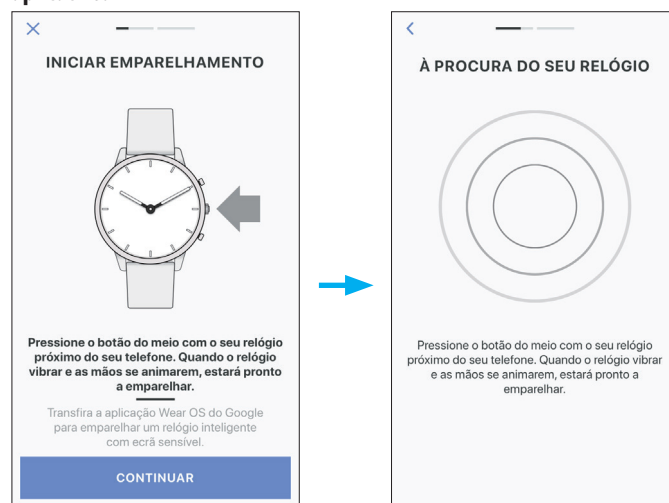 INICIAR EMPARELHAMENTO
Pressione o botão do meio com o seu relógio
próximo do seu telefone. Quando o relógio
vibrar e as mãos se animarem, estará pronto
a emparelhar.
Transfira a aplicação Wear OS do Google
para emparelhar um relógio inteligente
com ecrã sensível.
CONTINUAR
À PROCURA DO SEU RELÓGIO
Pressione o botão do meio com o seu relógio
próximo do seu telefone. Quando o relógio vibrar
e as mãos se animarem, estará pronto a
emparelhar.